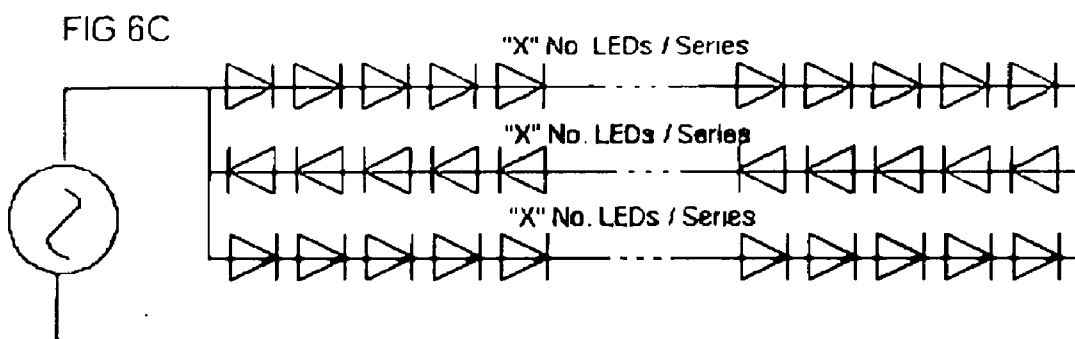 FIG 6C
"X" No. LEDs / Series
"X" No. LEDs / Series
"X" No. LEDs / Series